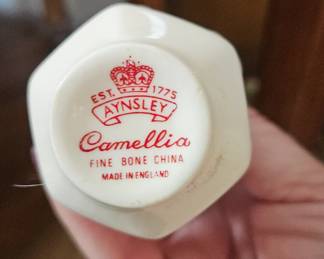 EST. 1775
AYNSLEY
Camellia
FINE BONE CHINA
MADE IN ENGLAND